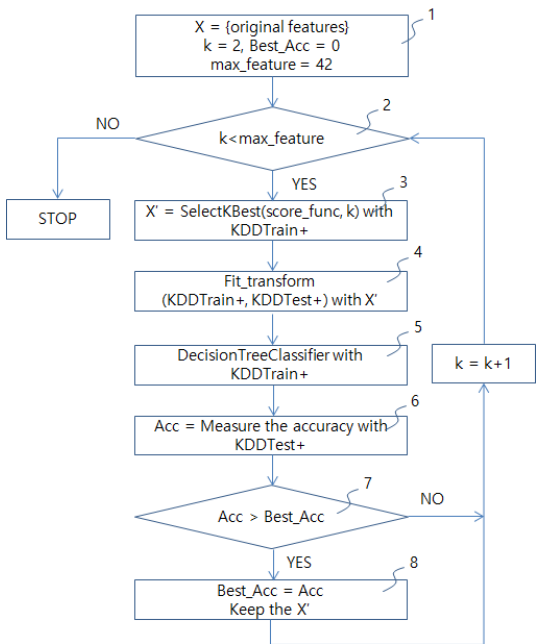 X = {original features}
k = 2, Best_Acc = 0
max_feature = 42
1
2
k<max_feature
NO
YES
STOP
3
X' = SelectKBest(score_func, k) with
KDDTrain+
4
Fit_transform
(KDDTrain+, KDDTest+) with X'
5
DecisionTreeClassifier with
KDDTrain+
k = k+1
6
Acc = Measure the accuracy with
KDDTest+
7
Acc > Best_Acc
NO
YES
8
Best_Acc = Acc
Keep the X'